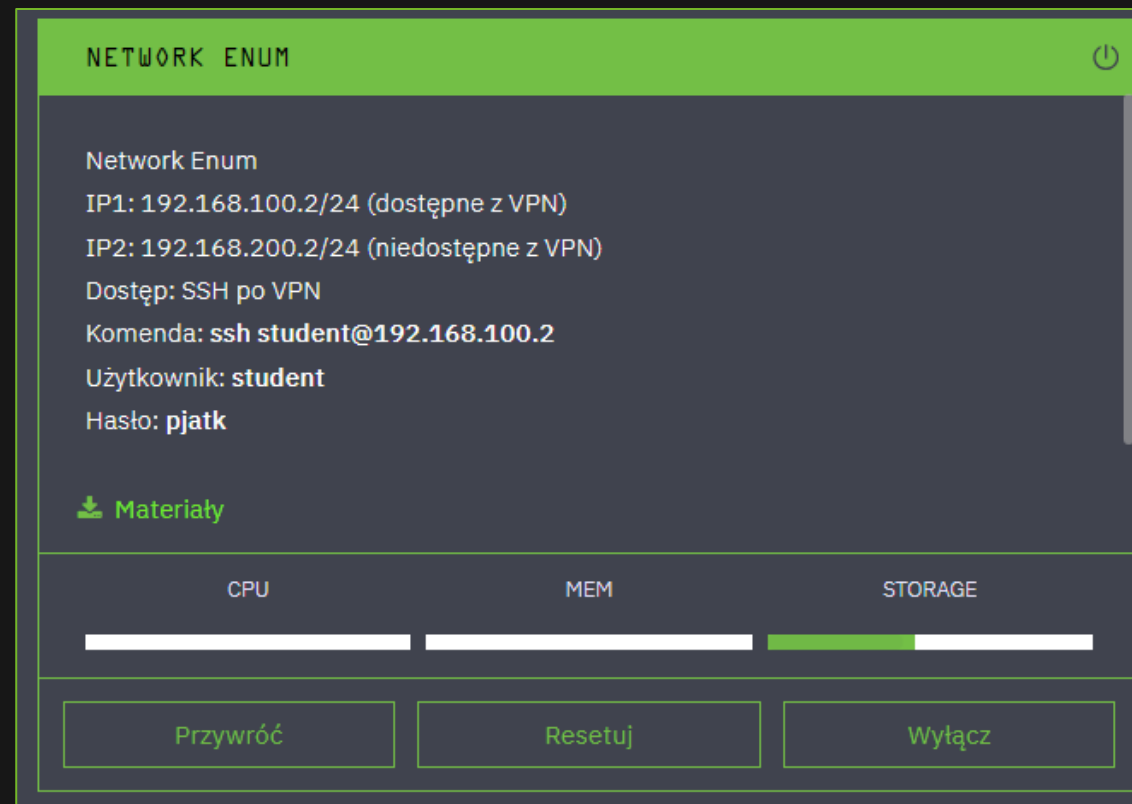 NETWORK ENUM
Network Enum
IP1: 192.168.100.2/24 (dostępne z VPN)
IP2: 192.168.200.2/24 (niedostępne z VPN)
Dostęp: SSH po VPN
Komenda: ssh student@192.168.100.2
Użytkownik: student
Hasło: pjatk
Materiały
CPU MEM STORAGE
Przywróć Resetuj Wyłącz